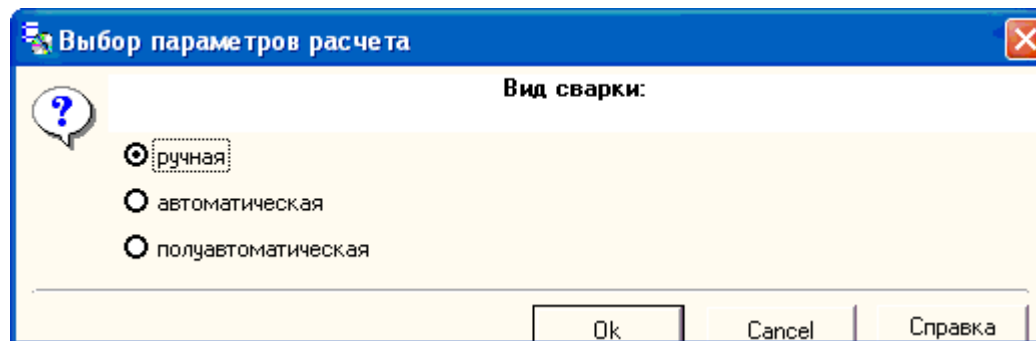 Выбор параметров расчета
Вид сварки:
ручная
автоматическая
полуавтоматическая
Ok Cancel Справка